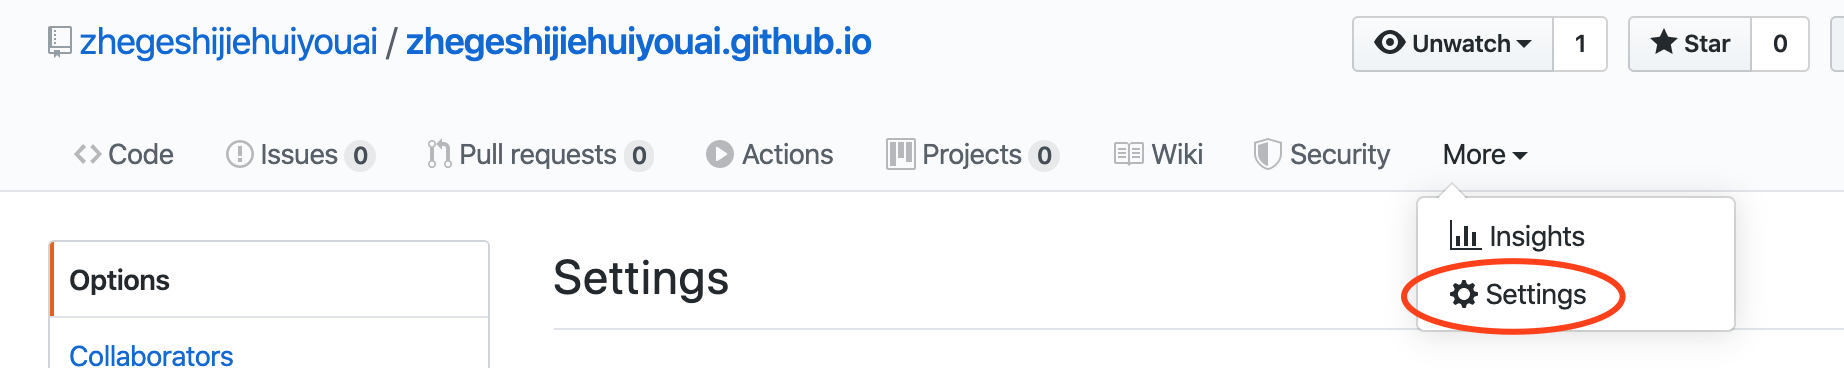 zhegeshijiehuiyouai / zhegeshijiehuiyouai.github.io
Unwatch 1 Star 0
Code Issues 0 Pull requests 0 Actions Projects 0 Wiki Security More
Insights
Settings
Options
Settings
Collaborators